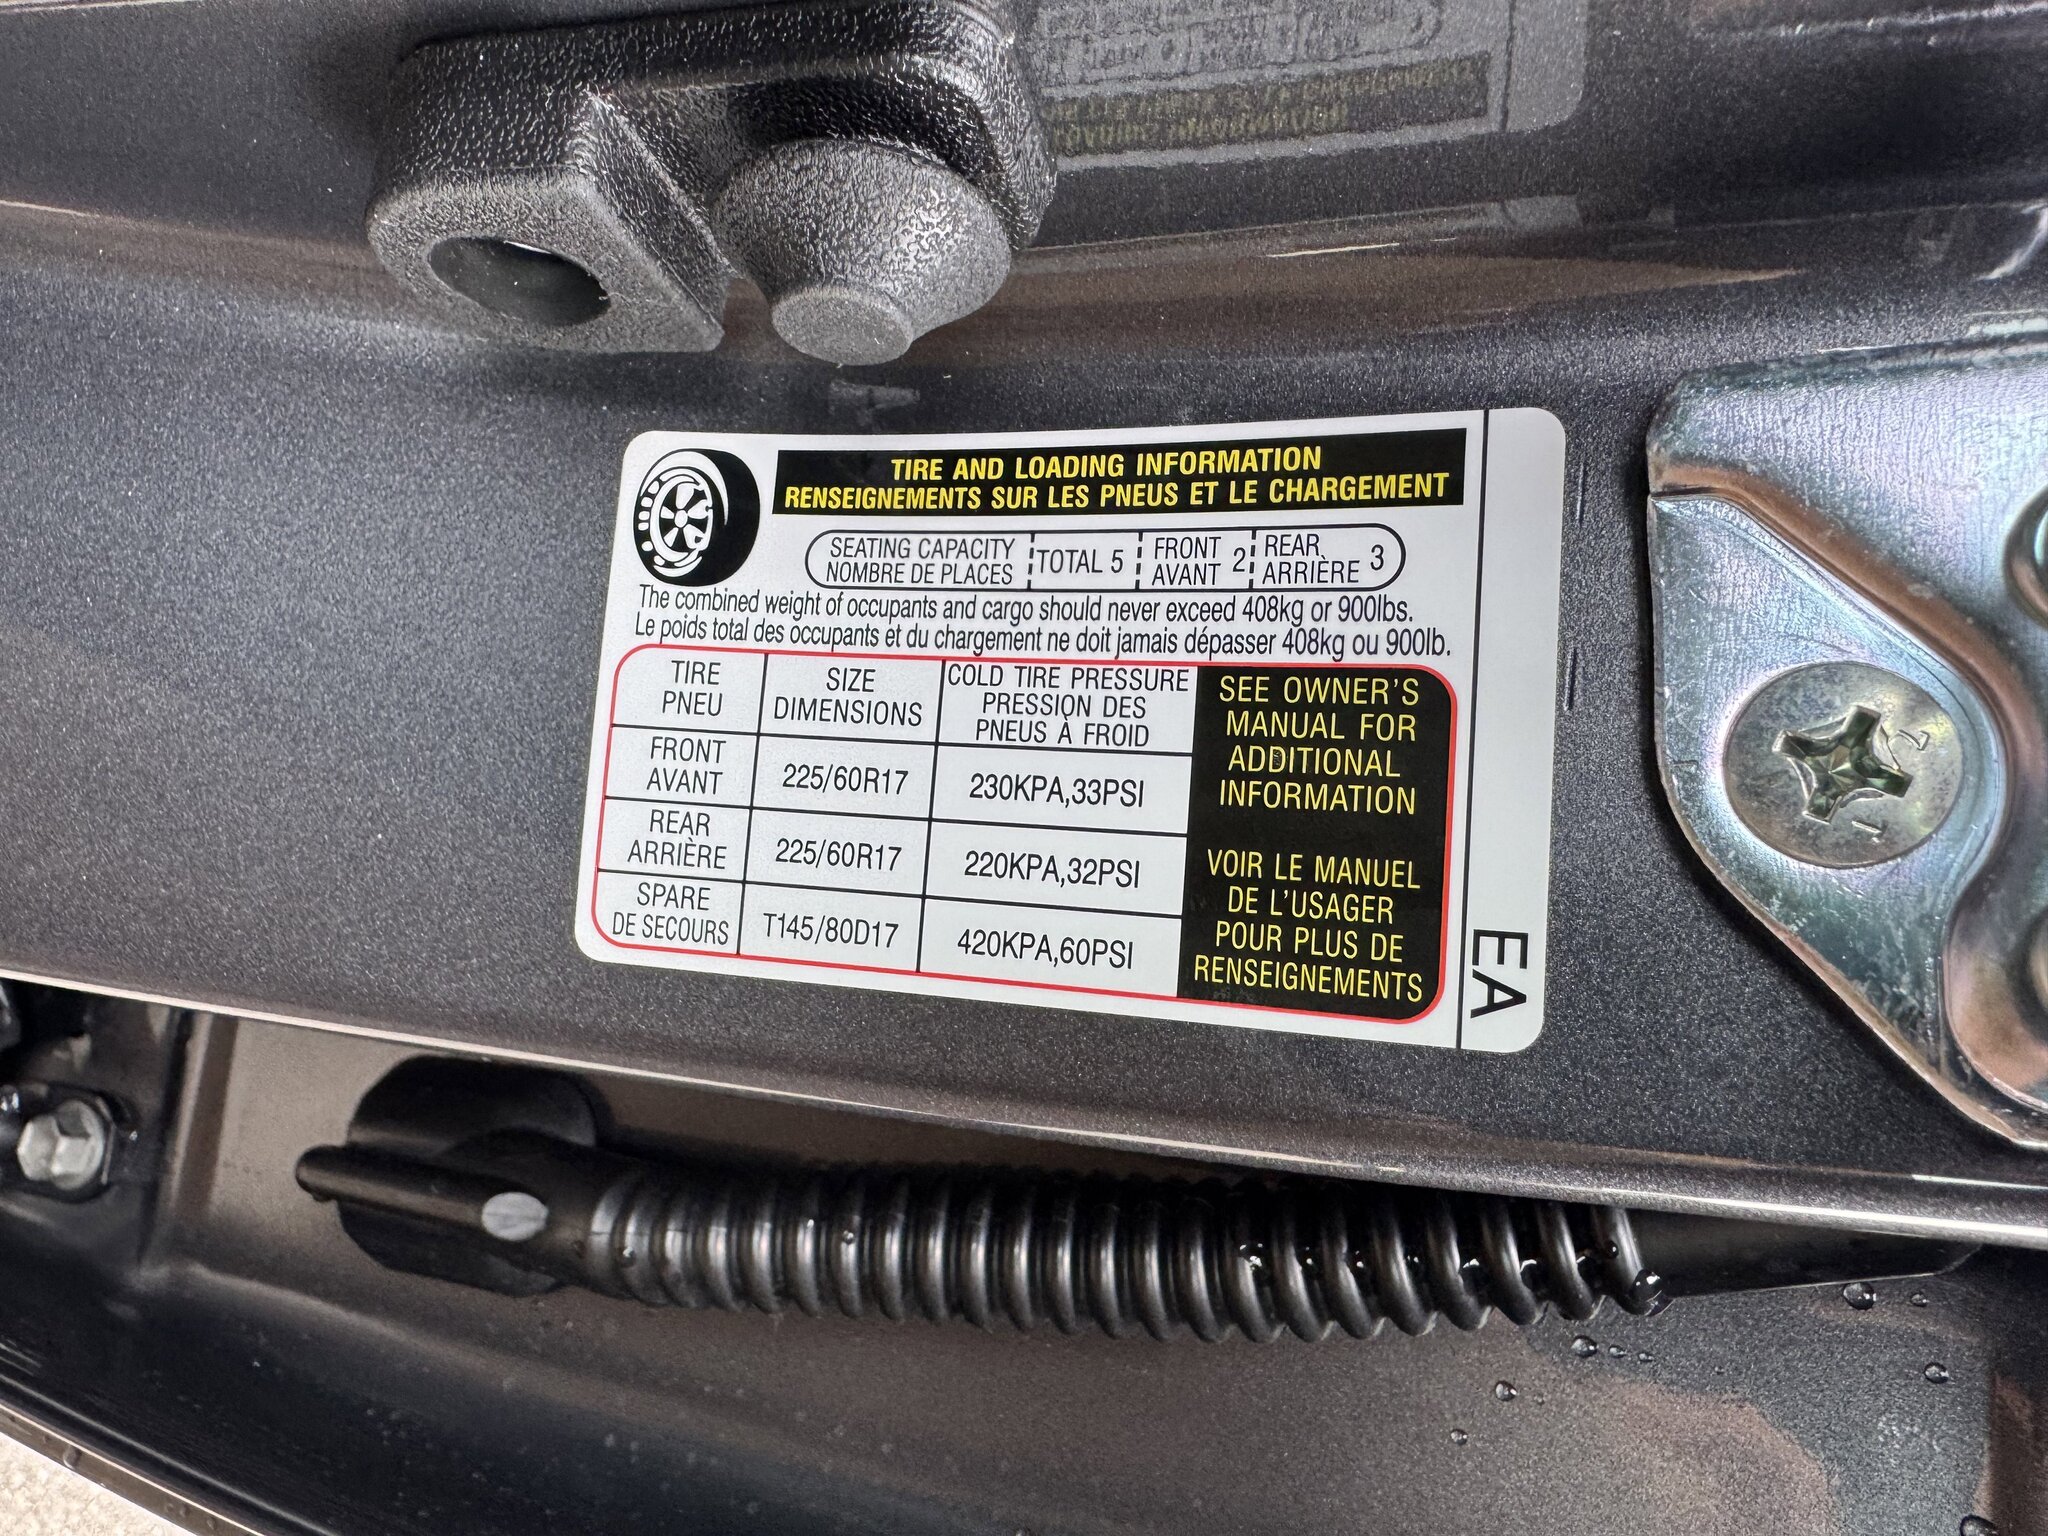 TIRE AND LOADING INFORMATION
RENSEIGNEMENTS SUR LES PNEUS ET LE CHARGEMENT
SEATING CAPACITY TOTAL 5 FRONT 2 REAR 3
NOMBRE DE PLACES AVANT ARRIÈRE
The combined weight of occupants and cargo should never exceed 408kg or 900lbs.
Le poids total des occupants et du chargement ne doit jamais dépasser 408kg ou 900lb.
TIRE
PNEU
SIZE
DIMENSIONS
COLD TIRE PRESSURE
PRESSION DES
PNEUS À FROID
FRONT
AVANT
225/60R17
230KPA,33PSI
REAR
ARRIÈRE
225/60R17
220KPA,32PSI
SPARE
DE SECOURS
T145/80D17
420KPA,60PSI
SEE OWNER'S
MANUAL FOR
ADDITIONAL
INFORMATION
VOIR LE MANUEL
DE L'USAGER
POUR PLUS DE
RENSEIGNEMENTS
EA